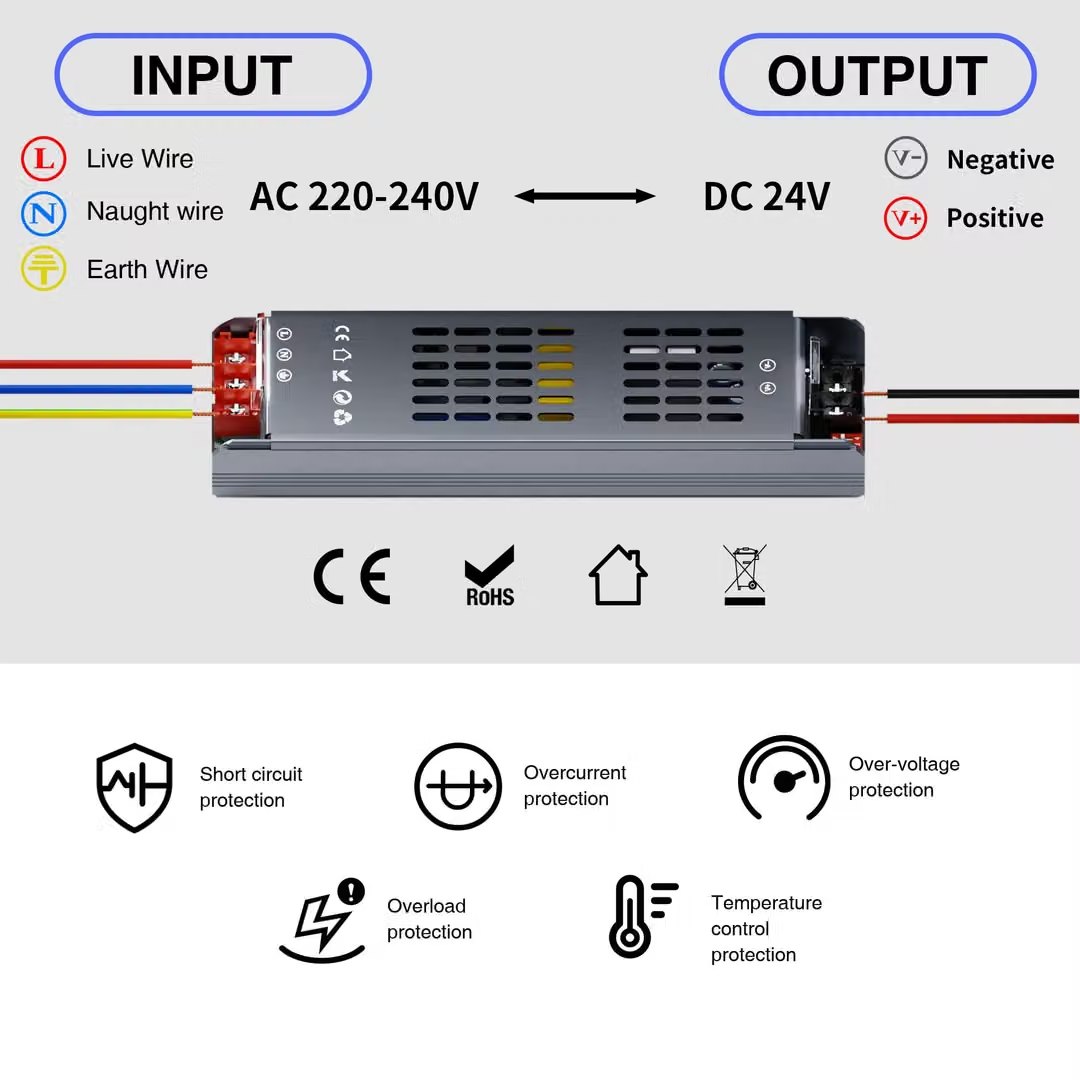 INPUT
OUTPUT
L Live Wire
N Naught wire
Earth Wire
AC 220-240V
DC 24V
V- Negative
V+ Positive
L
N
CE
CE
RoHS
Short circuit
protection
Overcurrent
protection
Over-voltage
protection
Overload
protection
Temperature
control
protection